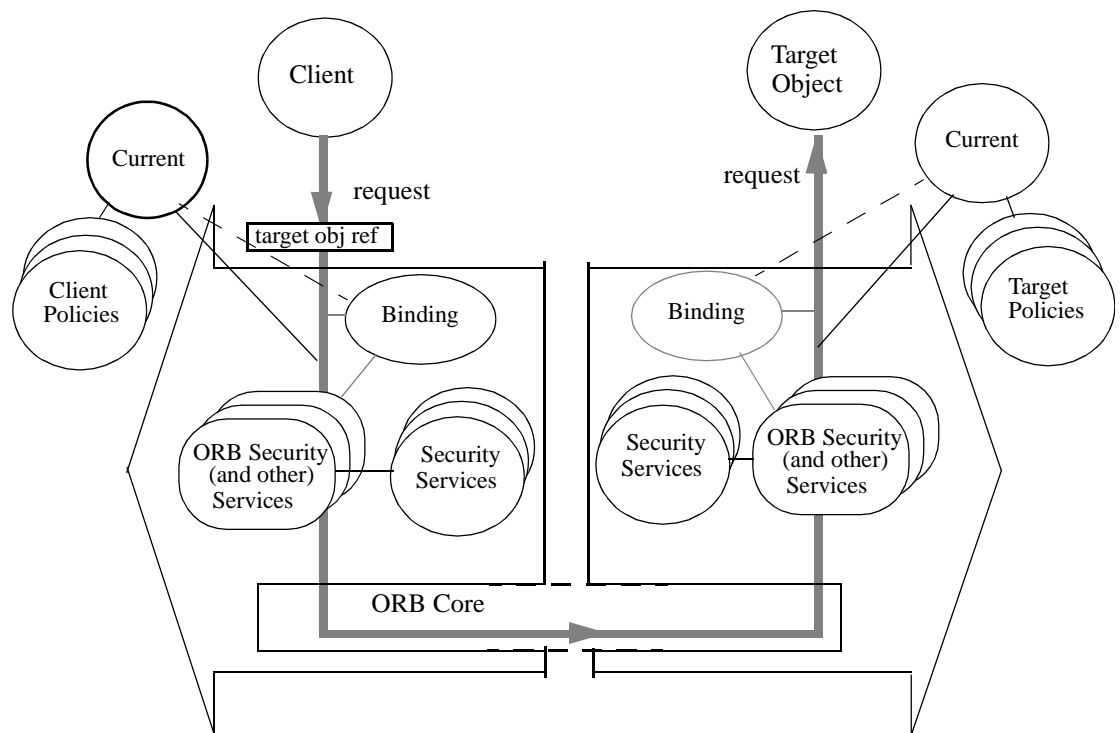 Client
Target
Object
Current
Current
request
request
target obj ref
Client
Policies
Binding
Binding
Target
Policies
ORB Security
(and other)
Services
Security
Services
Security
Services
ORB Security
(and other)
Services
ORB Core